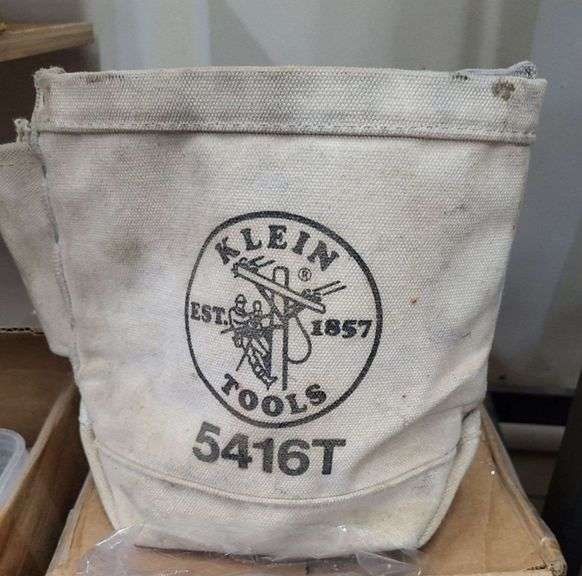 KLEIN
®
EST. 1857
TOOLS
5416T